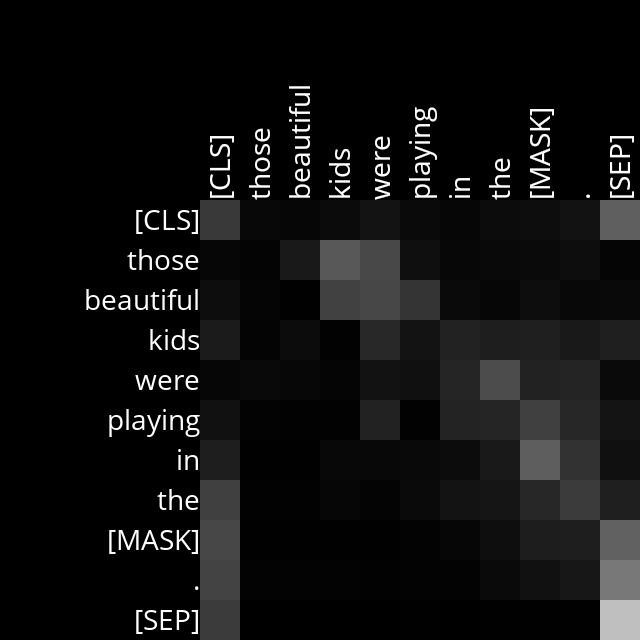 [CLS] those beautiful kids were playing in the [MASK] . [SEP]
[CLS]
those
beautiful
kids
were
playing
in
the
[MASK]
.
[SEP]